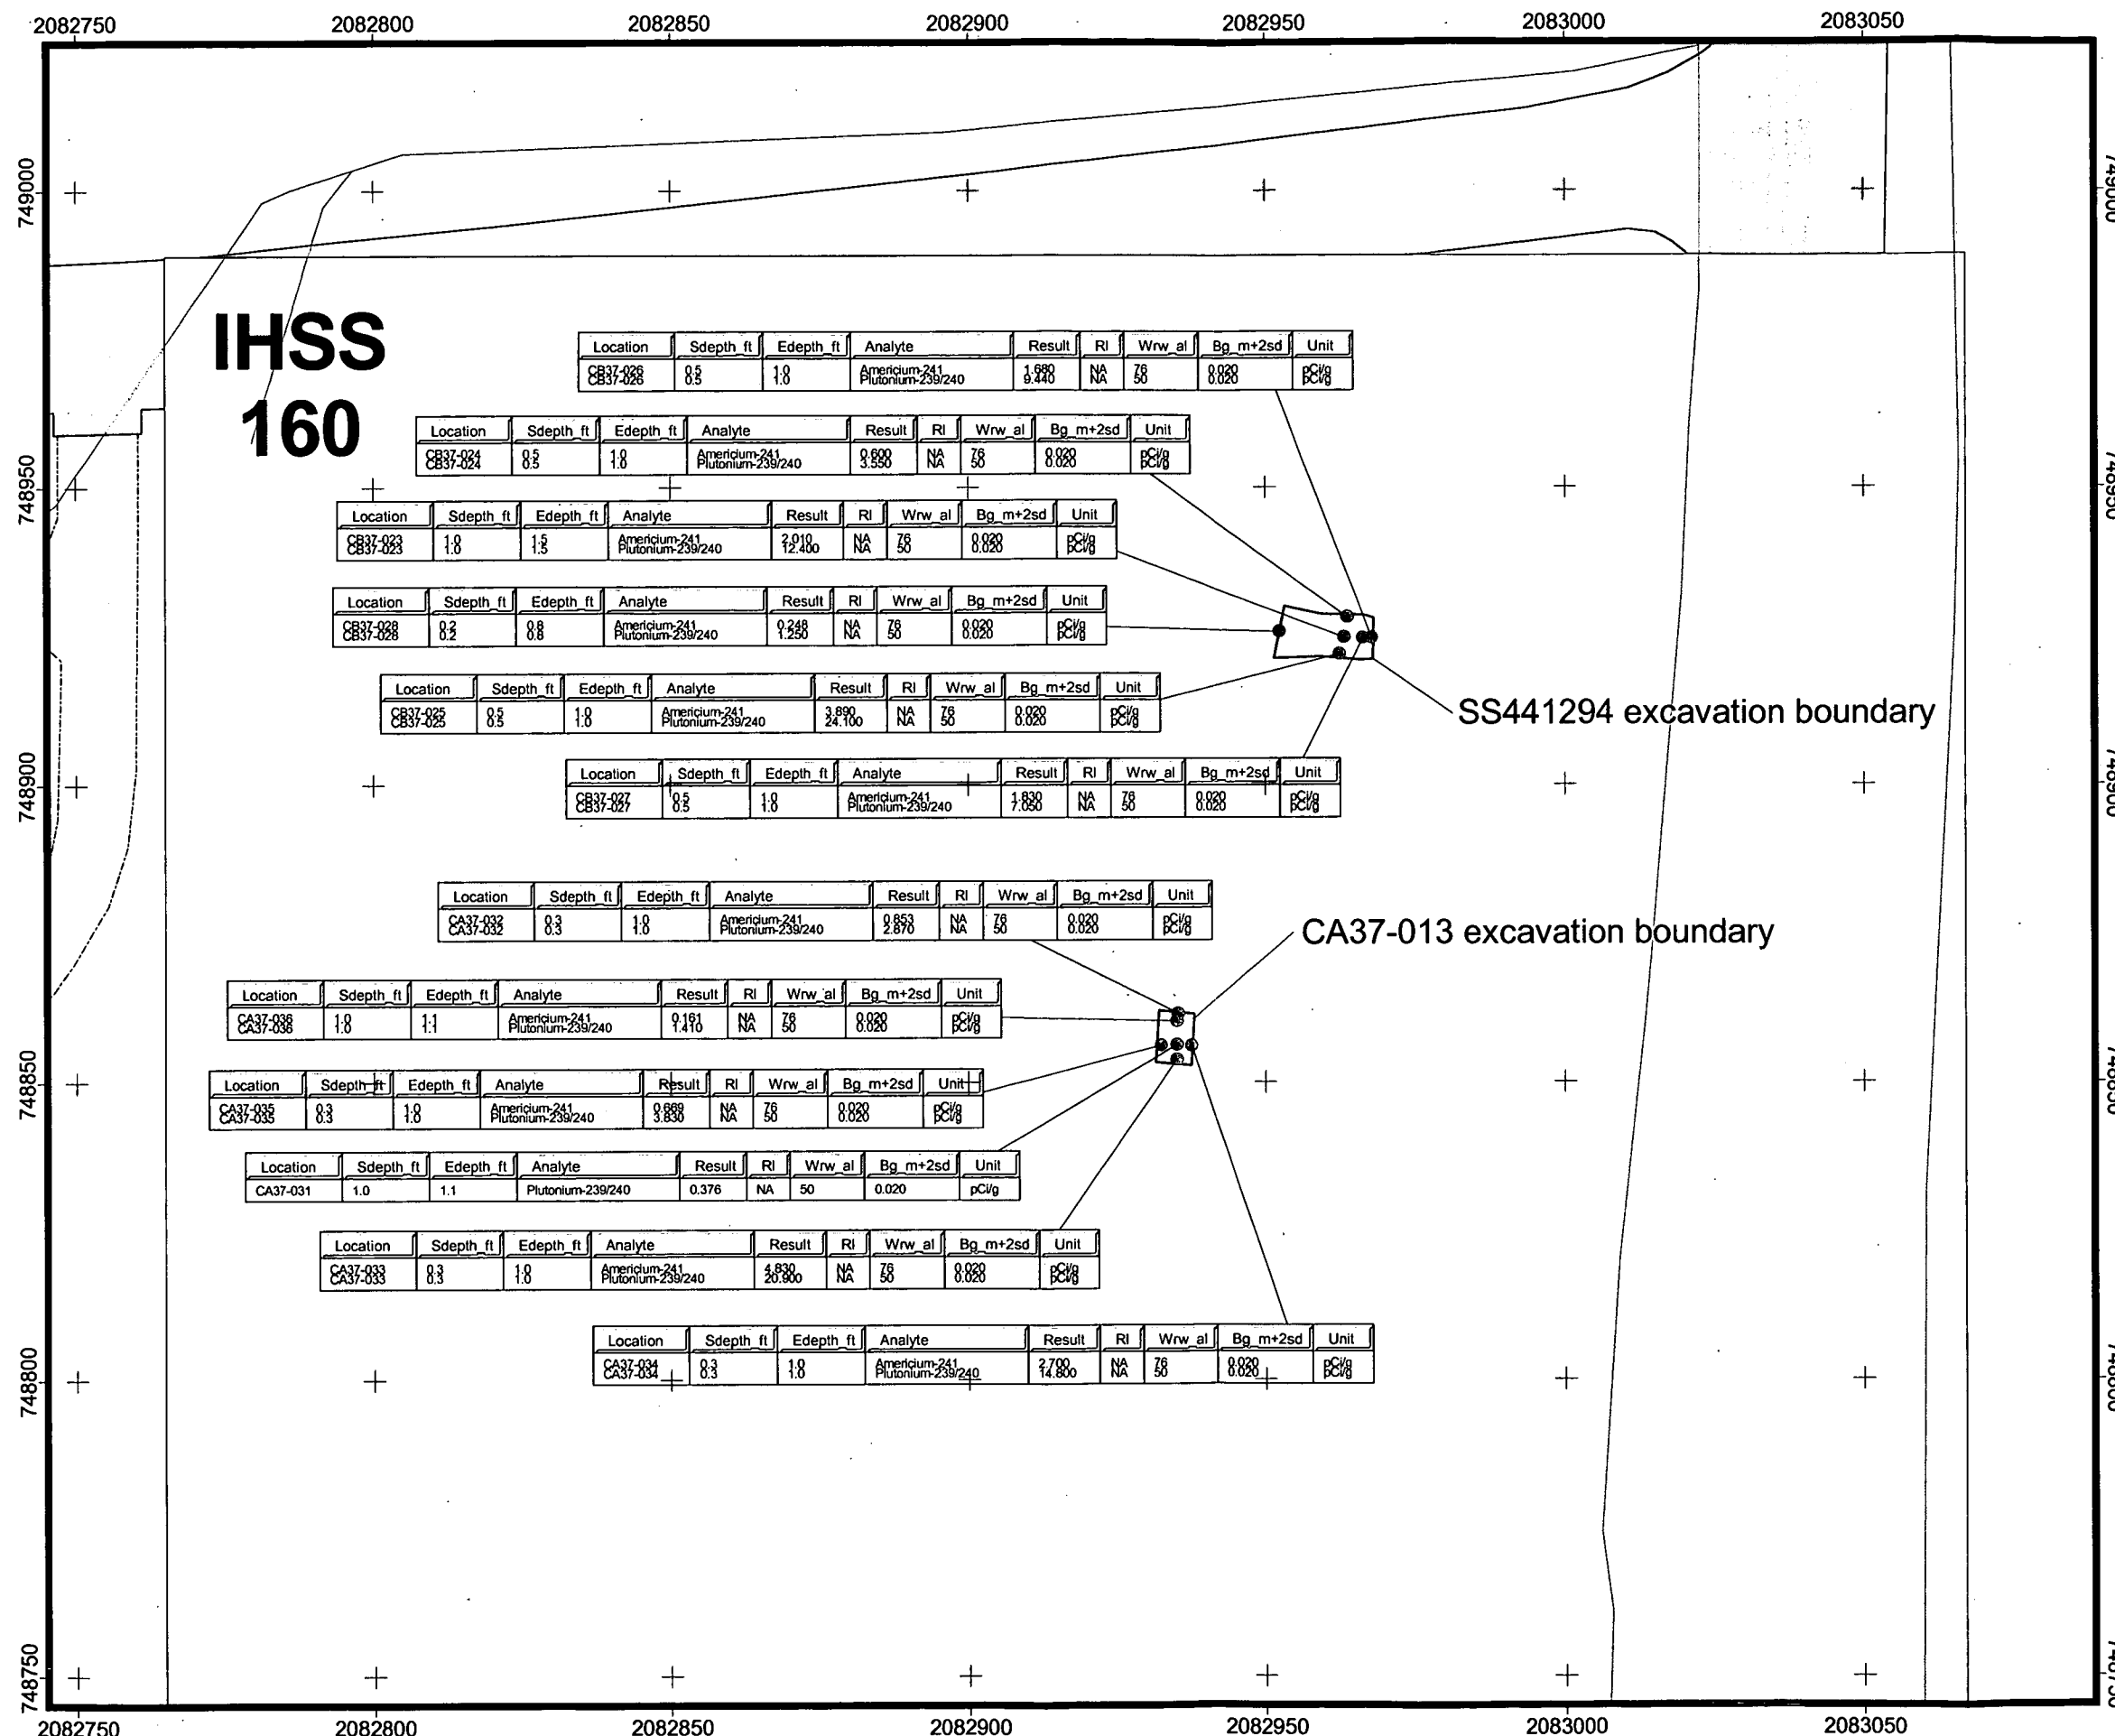 2082750 2082800 2082850 2082900 2082950 2083000 2083050
749000 749000
IHSS
160
Location Sdepth_ft Edepth_ft Analyte Result RI Wrw_al Bg_m+2sd Unit
CB37-026 0.5 1.0 Americium-241 1.680 NA 76 0.020 pCi/g
CB37-026 0.5 1.0 Plutonium-239/240 9.440 NA 50 0.020 pCi/g
Location Sdepth_ft Edepth_ft Analyte Result RI Wrw_al Bg_m+2sd Unit
CB37-024 0.5 1.0 Americium-241 0.600 NA 76 0.020 pCi/g
CB37-024 0.5 1.0 Plutonium-239/240 3.550 NA 50 0.020 pCi/g
748950 748950
Location Sdepth_ft Edepth_ft Analyte Result RI Wrw_al Bg_m+2sd Unit
CB37-023 1.0 1.5 Americium-241 2.010 NA 76 0.020 pCi/g
CB37-023 1.0 1.5 Plutonium-239/240 12.400 NA 50 0.020 pCi/g
Location Sdepth_ft Edepth_ft Analyte Result RI Wrw_al Bg_m+2sd Unit
CB37-028 0.2 0.8 Americium-241 0.248 NA 76 0.020 pCi/g
CB37-028 0.2 0.8 Plutonium-239/240 1.250 NA 50 0.020 pCi/g
Location Sdepth_ft Edepth_ft Analyte Result RI Wrw_al Bg_m+2sd Unit
CB37-025 0.5 1.0 Americium-241 3.890 NA 76 0.020 pCi/g
CB37-025 0.5 1.0 Plutonium-239/240 24.100 NA 50 0.020 pCi/g
SS441294 excavation boundary
748900 748900
Location Sdepth_ft Edepth_ft Analyte Result RI Wrw_al Bg_m+2sd Unit
CB37-027 0.5 1.0 Americium-241 1.830 NA 76 0.020 pCi/g
CB37-027 0.5 1.0 Plutonium-239/240 7.050 NA 50 0.020 pCi/g
Location Sdepth_ft Edepth_ft Analyte Result RI Wrw_al Bg_m+2sd Unit
CA37-032 0.3 1.0 Americium-241 0.853 NA 76 0.020 pCi/g
CA37-032 0.3 1.0 Plutonium-239/240 2.870 NA 50 0.020 pCi/g
CA37-013 excavation boundary
Location Sdepth_ft Edepth_ft Analyte Result RI Wrw_al Bg_m+2sd Unit
CA37-036 1.0 1.1 Americium-241 0.161 NA 76 0.020 pCi/g
CA37-036 1.0 1.1 Plutonium-239/240 1.410 NA 50 0.020 pCi/g
748850 748850
Location Sdepth_ft Edepth_ft Analyte Result RI Wrw_al Bg_m+2sd Unit
CA37-035 0.3 1.0 Americium-241 0.669 NA 76 0.020 pCi/g
CA37-035 0.3 1.0 Plutonium-239/240 3.830 NA 50 0.020 pCi/g
Location Sdepth_ft Edepth_ft Analyte Result RI Wrw_al Bg_m+2sd Unit
CA37-031 1.0 1.1 Plutonium-239/240 0.376 NA 50 0.020 pCi/g
Location Sdepth_ft Edepth_ft Analyte Result RI Wrw_al Bg_m+2sd Unit
CA37-033 0.3 1.0 Americium-241 4.830 NA 76 0.020 pCi/g
CA37-033 0.3 1.0 Plutonium-239/240 20.900 NA 50 0.020 pCi/g
Location Sdepth_ft Edepth_ft Analyte Result RI Wrw_al Bg_m+2sd Unit
CA37-034 0.3 1.0 Americium-241 2.700 NA 76 0.020 pCi/g
CA37-034 0.3 1.0 Plutonium-239/240 14.800 NA 50 0.020 pCi/g
748800 748800
748750 748750
2082750 2082800 2082850 2082900 2082950 2083000 2083050